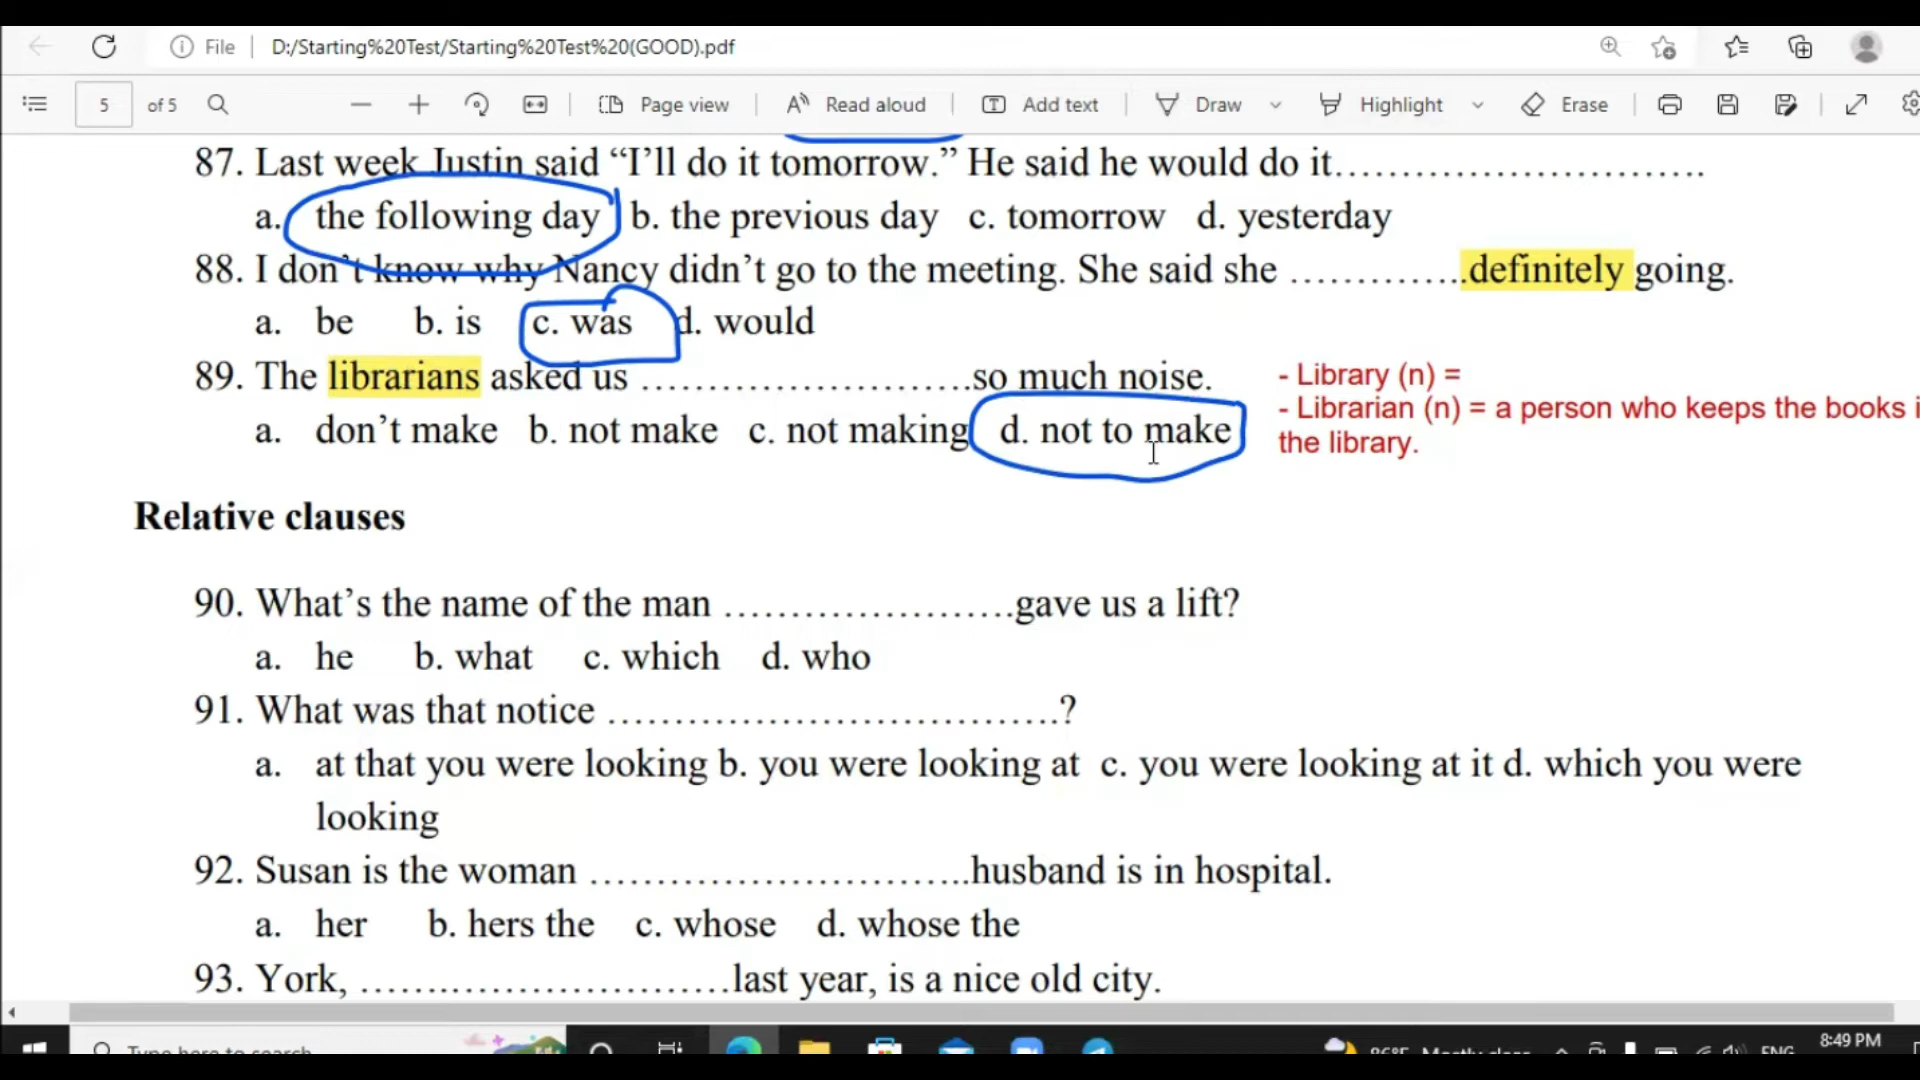 File D:/Starting%20Test/Starting%20Test%20(GOOD).pdf
5 of 5 Page view Read aloud Add text Draw Highlight Erase
87. Last week Justin said “I’ll do it tomorrow.” He said he would do it……………………….
a. the following day b. the previous day c. tomorrow d. yesterday
88. I don’t know why Nancy didn’t go to the meeting. She said she …………..definitely going.
a. be b. is c. was d. would
89. The librarians asked us …………………….so much noise.
a. don’t make b. not make c. not making d. not to make
- Library (n) =
- Librarian (n) = a person who keeps the books i
the library.
Relative clauses
90. What’s the name of the man ………………….gave us a lift?
a. he b. what c. which d. who
91. What was that notice …………………………….?
a. at that you were looking b. you were looking at c. you were looking at it d. which you were
looking
92. Susan is the woman ………………………..husband is in hospital.
a. her b. hers the c. whose d. whose the
93. York, ……………………….last year, is a nice old city.
Type here to search
86°F Mostly clear ENG 8:49 PM